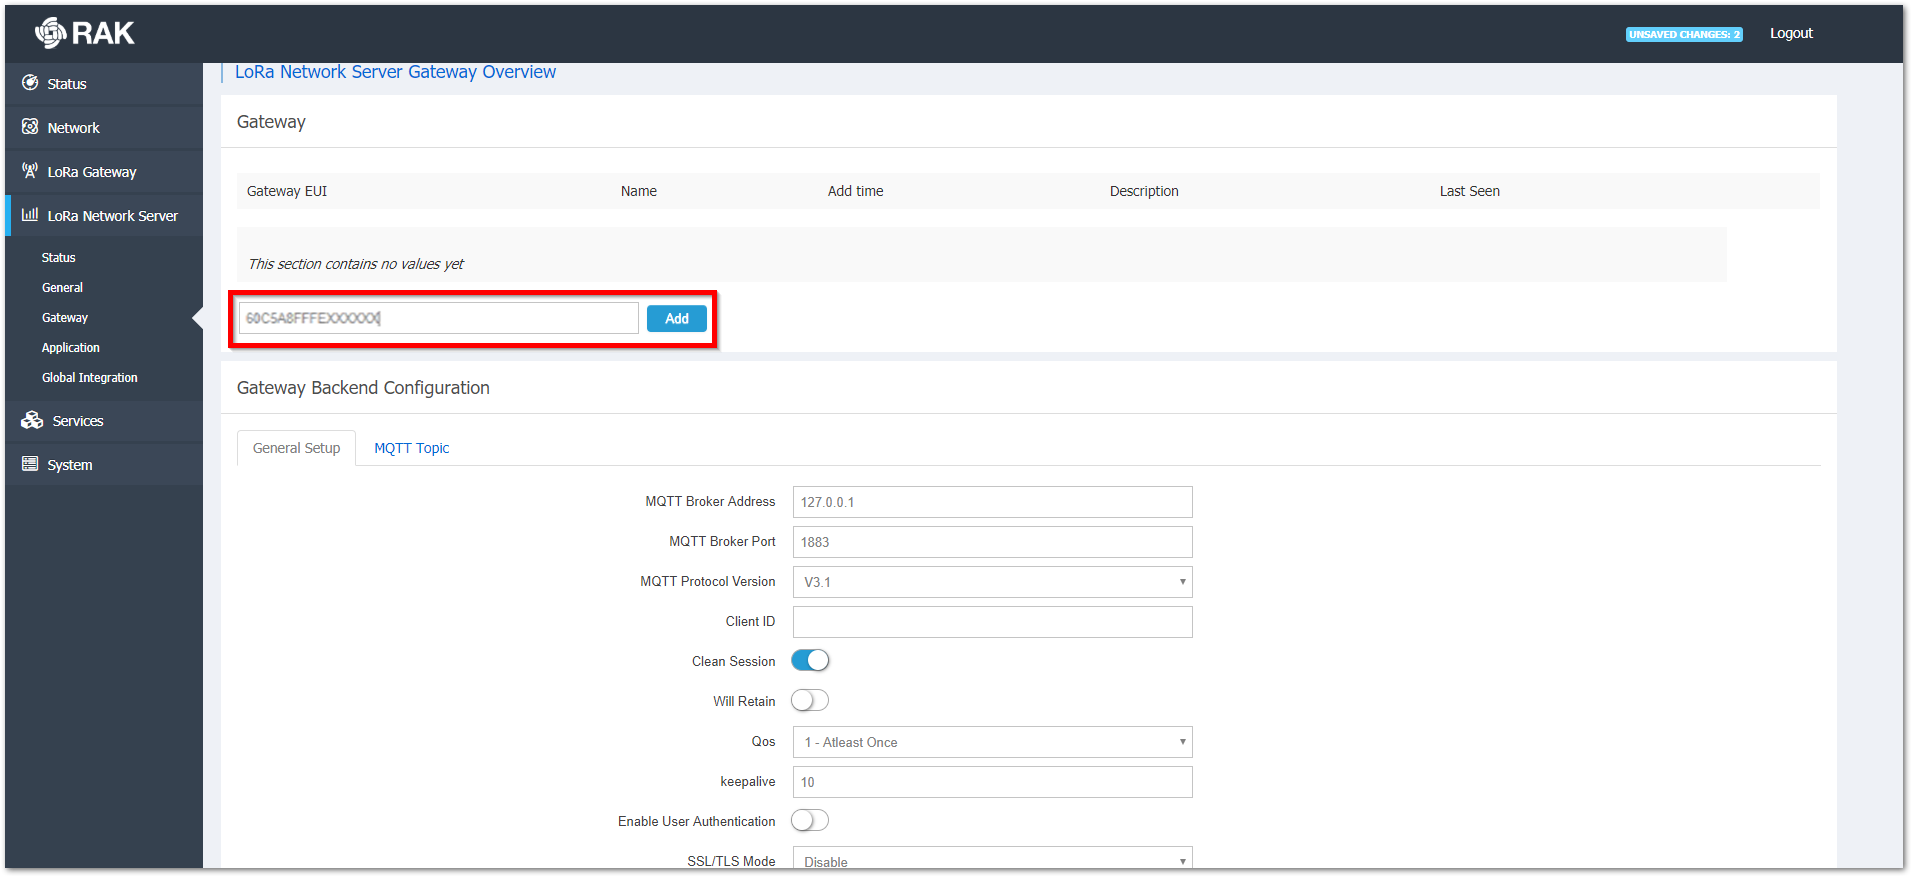 RAK
UNSAVED CHANGES: 2
Logout
Status
Network
LoRa Gateway
LoRa Network Server
Status
General
Gateway
Application
Global Integration
Services
System
LoRa Network Server Gateway Overview
Gateway
Gateway EUI Name Add time Description Last Seen
This section contains no values yet
60C5A8FFFEXXXXXX Add
Gateway Backend Configuration
General Setup MQTT Topic
MQTT Broker Address 127.0.0.1
MQTT Broker Port 1883
MQTT Protocol Version V3.1
Client ID
Clean Session
Will Retain
Qos 1 - Atleast Once
keepalive 10
Enable User Authentication
SSL/TLS Mode Disable